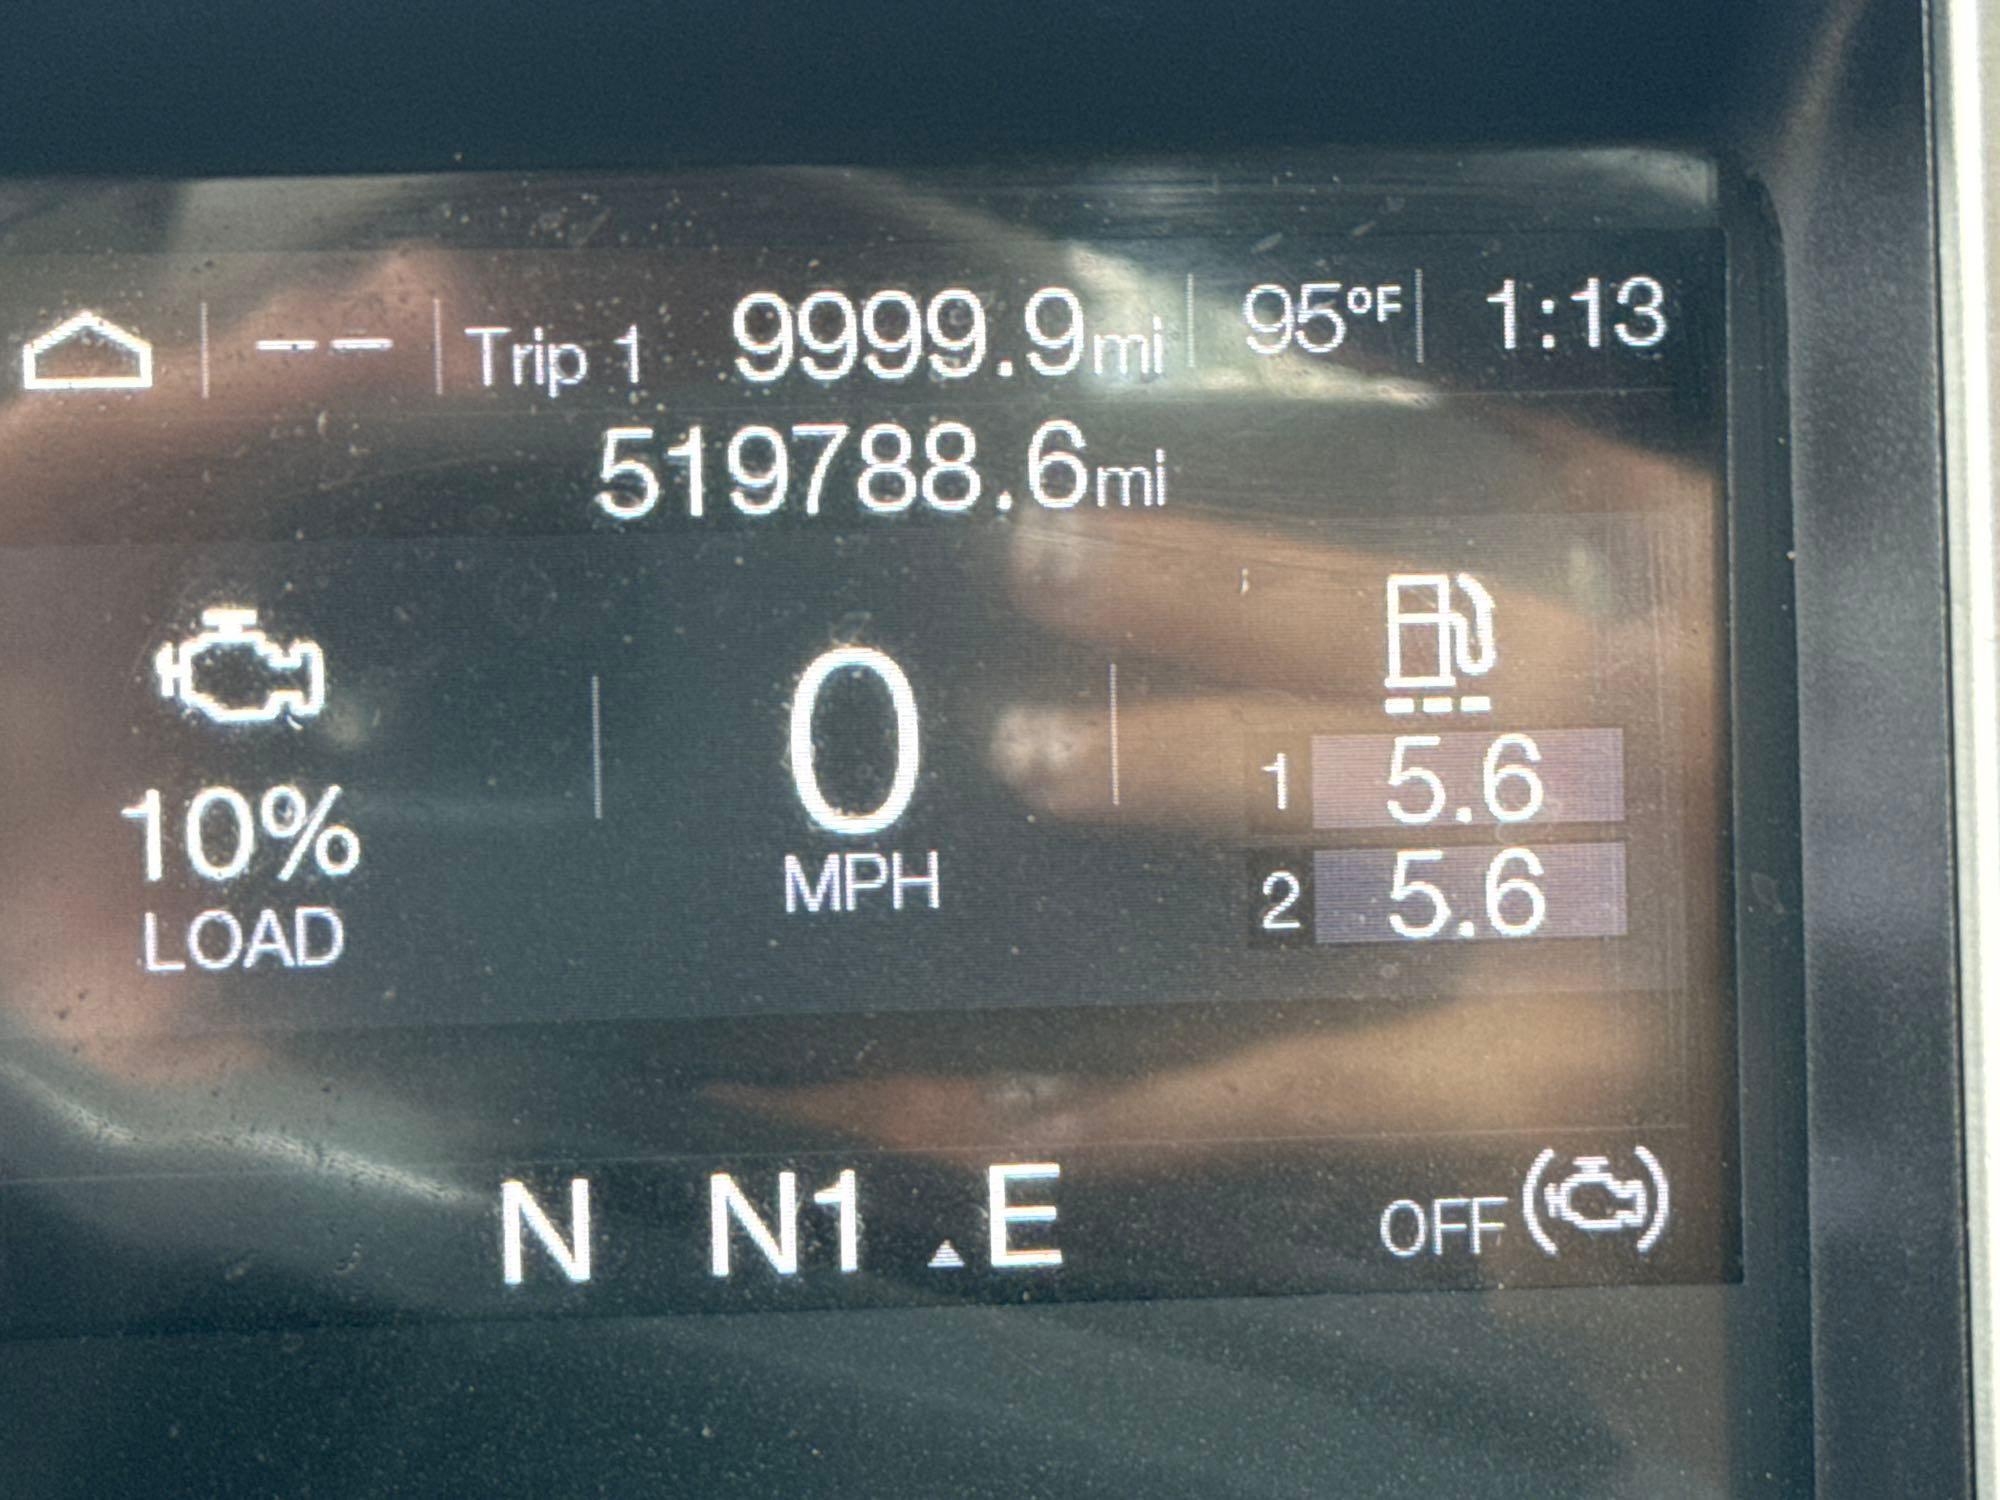 -- Trip 1 9999.9mi 95°F 1:13
519788.6mi
10%
LOAD
0
MPH
1 5.6
2 5.6
N N1 E OFF